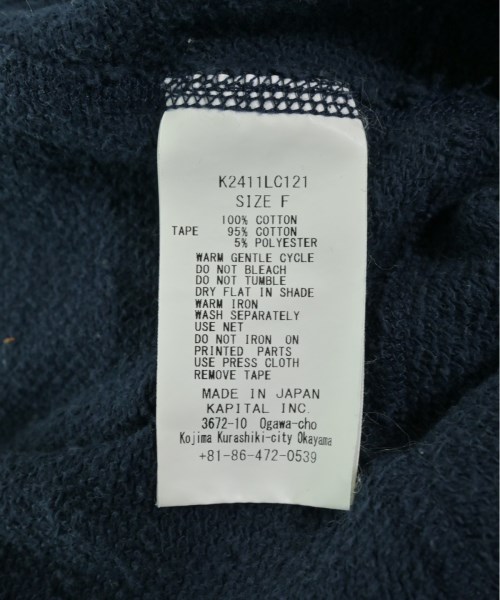 K2411LC121
SIZE F
100% COTTON
TAPE 95% COTTON
5% POLYESTER
WARM GENTLE CYCLE
DO NOT BLEACH
DO NOT TUMBLE
DRY FLAT IN SHADE
WARM IRON
WASH SEPARATELY
USE NET
DO NOT IRON ON
PRINTED PARTS
USE PRESS CLOTH
REMOVE TAPE
MADE IN JAPAN
KAPITAL INC.
3672-10 Ogawa-cho
Kojima Kurashiki-city Okayama
+81-86-472-0539